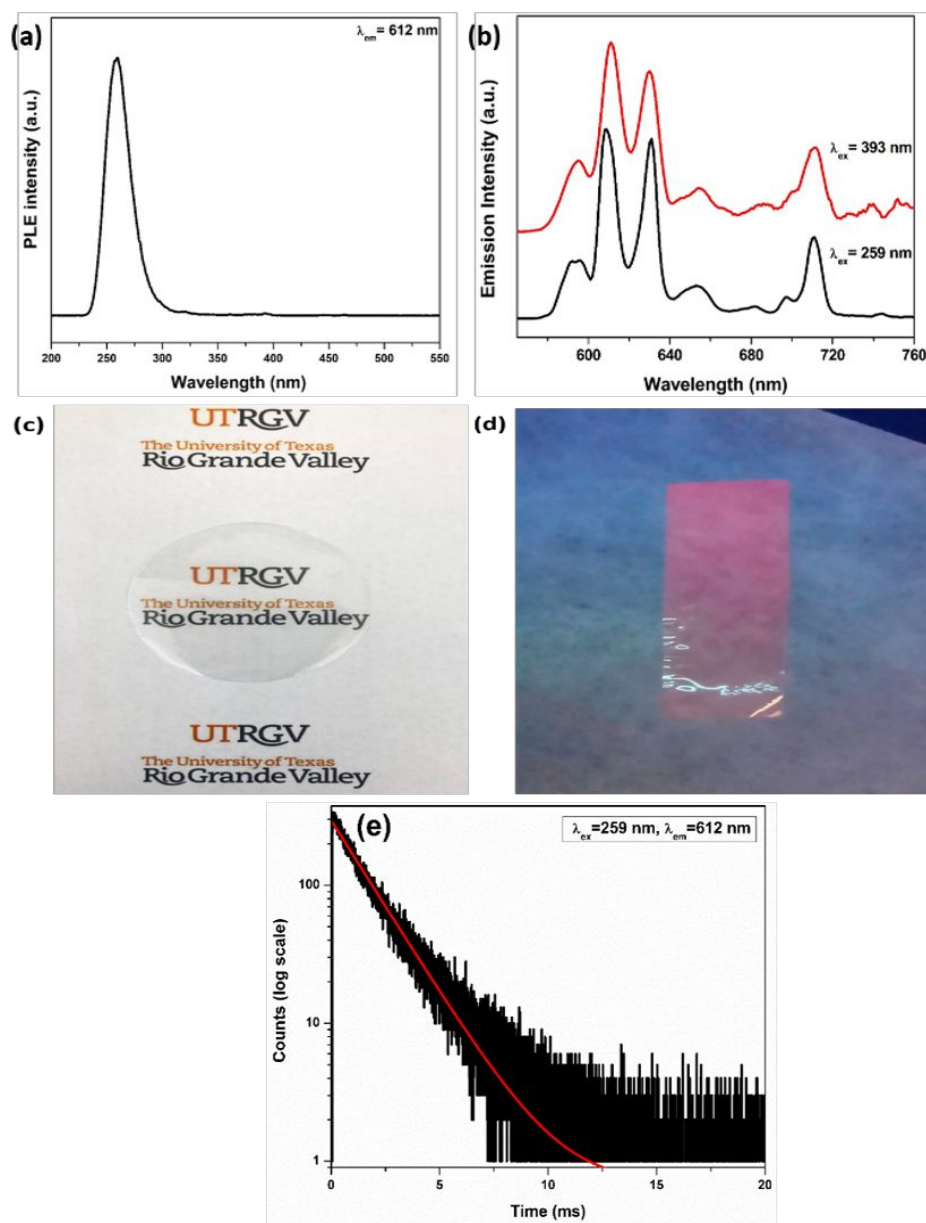 (a)
λem= 612 nm
PLE intensity (a.u.)
200 250 300 350 400 450 500 550
Wavelength (nm)
(b)
λex= 393 nm
λex= 259 nm
Emission Intensity (a.u.)
600 640 680 720 760
Wavelength (nm)
(c)
UTRGV
The University of Texas
Rio Grande Valley
UTRGV
The University of Texas
Rio Grande Valley
UTRGV
The University of Texas
Rio Grande Valley
(d)
(e)
λex=259 nm, λem=612 nm
Counts (log scale)
100
10
1
0 5 10 15 20
Time (ms)